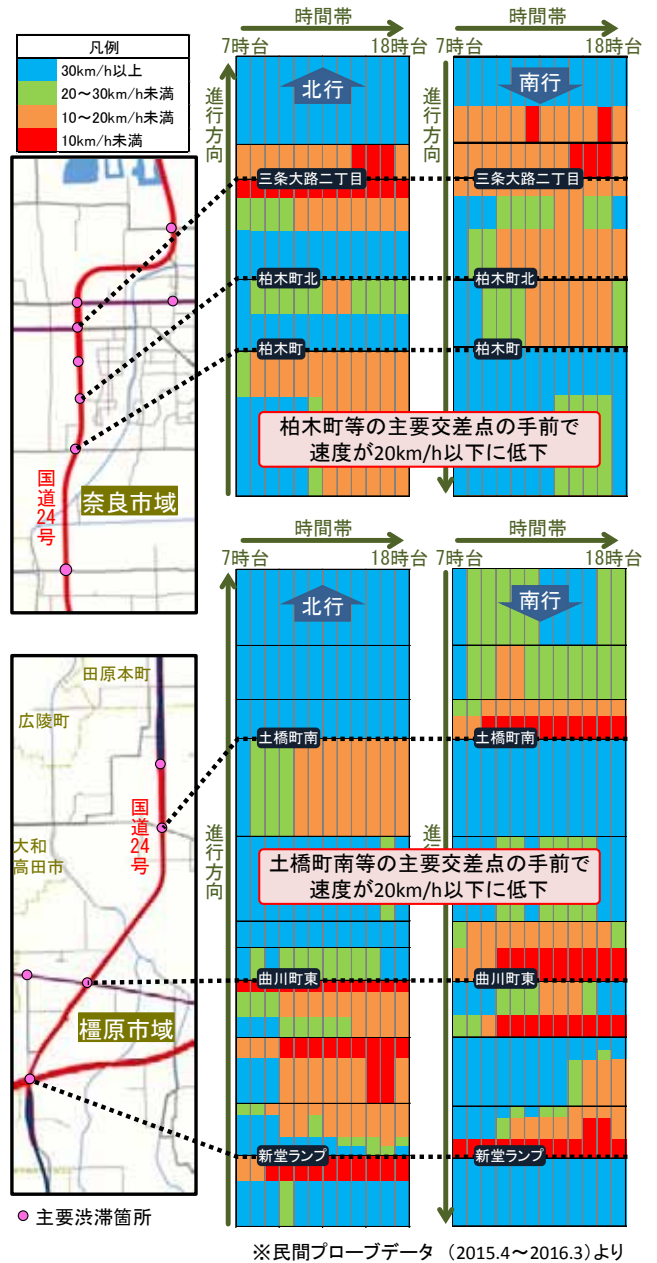 凡例
30km/h以上
20～30km/h未満
10～20km/h未満
10km/h未満
時間帯
7時台
18時台
進行方向
北行
三条大路二丁目
柏木町北
柏木町
時間帯
7時台
18時台
進行方向
南行
三条大路二丁目
柏木町北
柏木町
柏木町等の主要交差点の手前で
速度が20km/h以下に低下
国道24号
奈良市域
時間帯
7時台
18時台
進行方向
北行
土橋町南
曲川町東
新堂ランプ
時間帯
7時台
18時台
進
南行
土橋町南
曲川町東
新堂ランプ
土橋町南等の主要交差点の手前で
速度が20km/h以下に低下
田原本町
広陵町
国道24号
大和
高田市
橿原市域
主要渋滞箇所
※民間プローブデータ （2015.4～2016.3）より